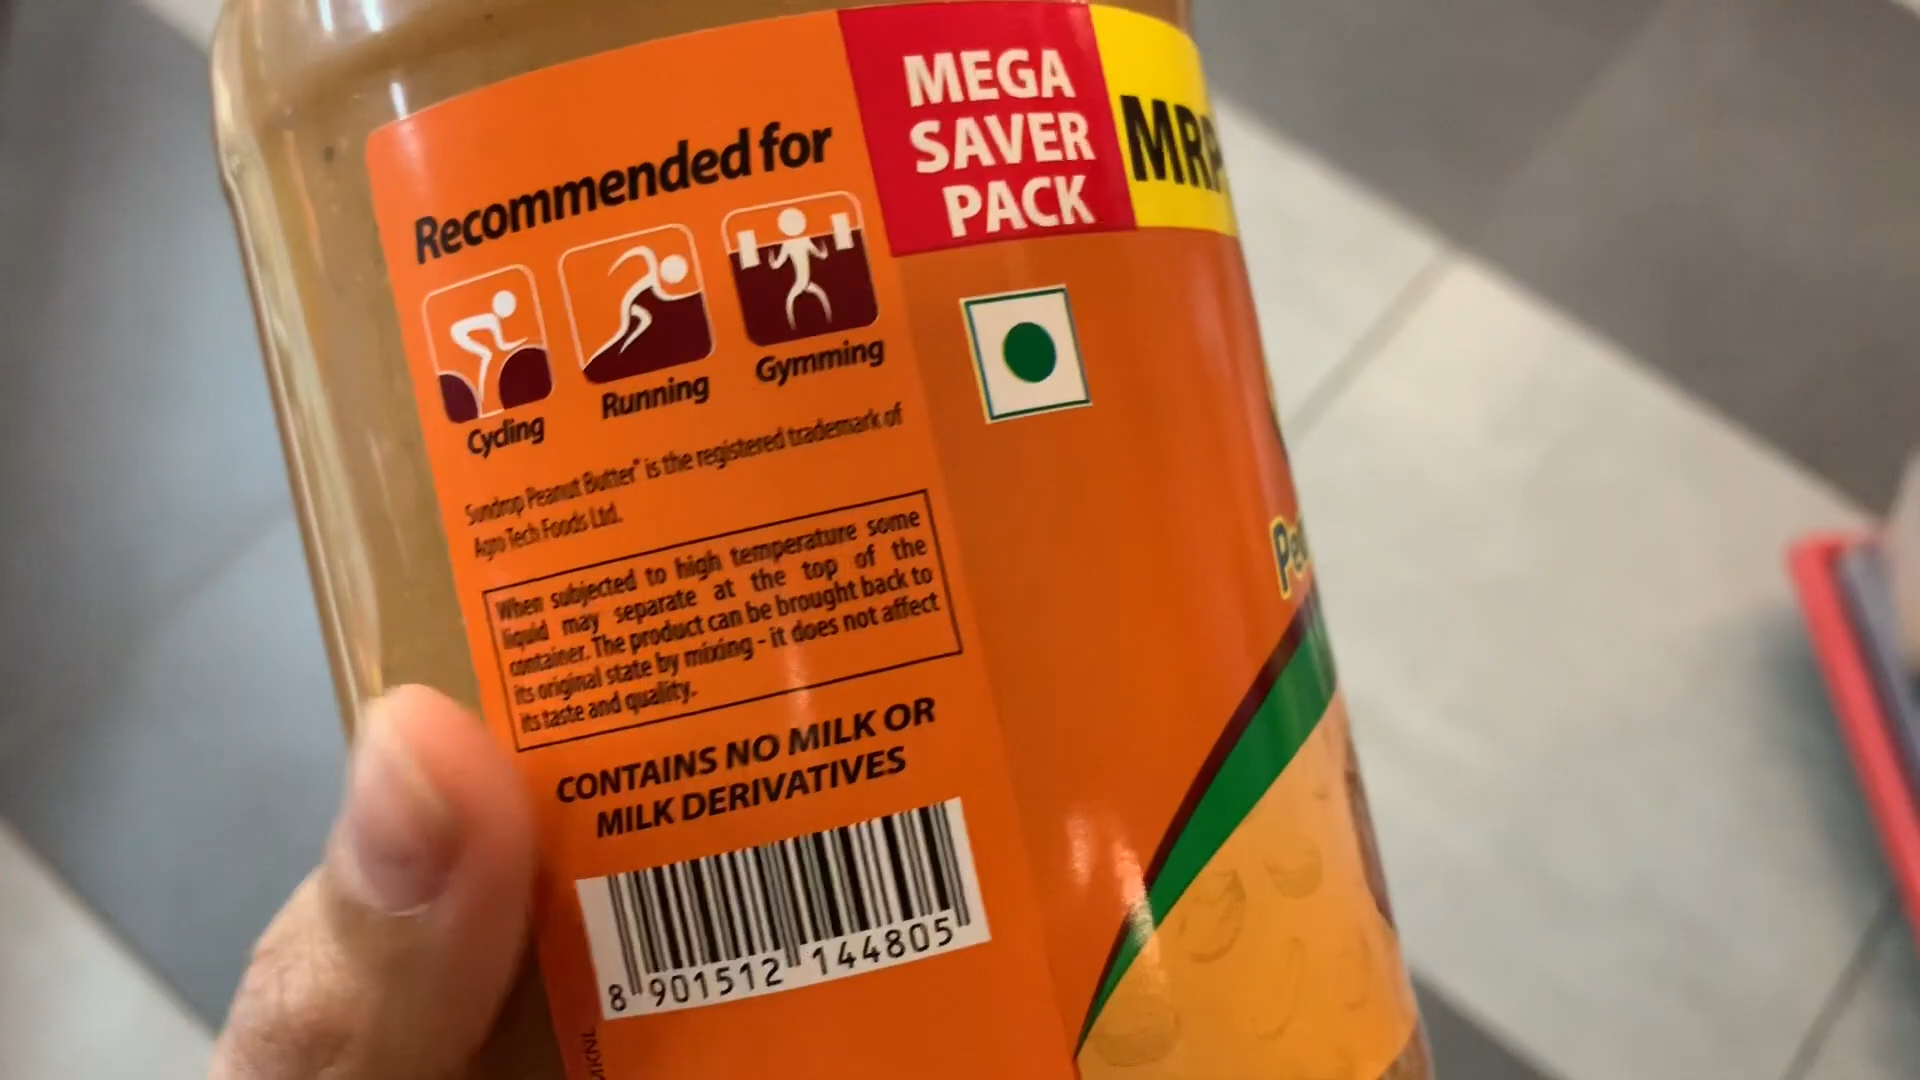 Recommended for
Cycling
Running
Gymming
Sundrop Peanut Butter® is the registered trademark of
Agro Tech Foods Ltd.
When subjected to high temperature some
liquid may separate at the top of the
container. The product can be brought back to
its original state by mixing - it does not affect
its taste and quality.
CONTAINS NO MILK OR
MILK DERIVATIVES
8 901512 144805
MEGA
SAVER
PACK
MRP